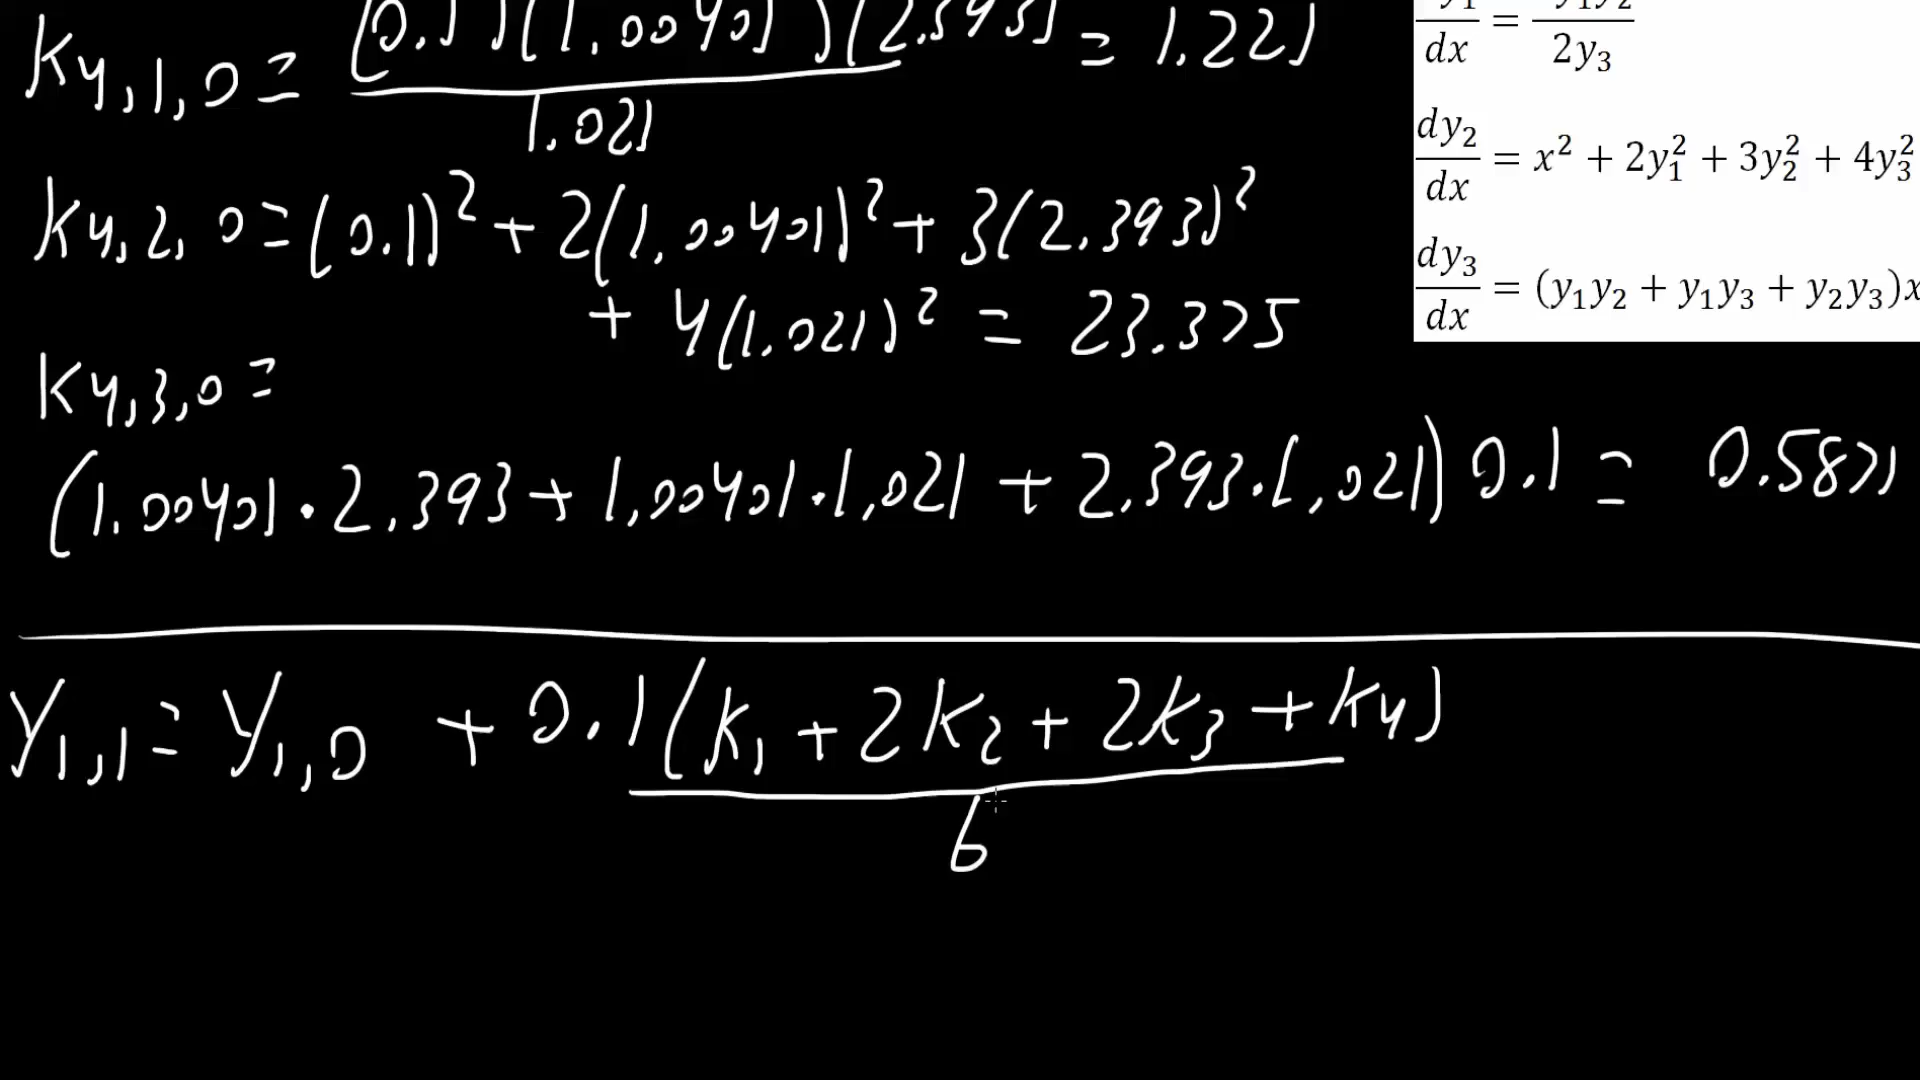 k4,1,0 = (0.1)(1.00401)(2.393) / 1.021 = 1.221
k4,2,0 = (0.1)² + 2(1.00401)² + 3(2.393)²
+ 4(1.021)² = 23.375
k4,3,0 =
(1.00401 · 2.393 + 1.00401 · 1.021 + 2.393 · 1.021) 0.1 = 0.5871
Y1,1 = Y1,0 + 0.1(k1 + 2k2 + 2k3 + k4)
6
dx = 2y₃
dy₂/dx = x² + 2y₁² + 3y₂² + 4y₃²
dy₃/dx = (y₁y₂ + y₁y₃ + y₂y₃)x